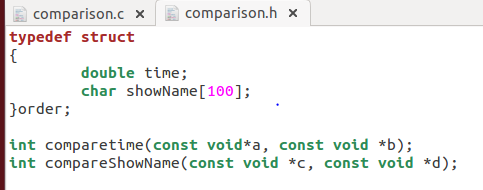 comparison.c × comparison.h ×
typedef struct
{
        double time;
        char showName[100];
}order;

int comparetime(const void*a, const void *b);
int compareShowName(const void *c, const void *d);